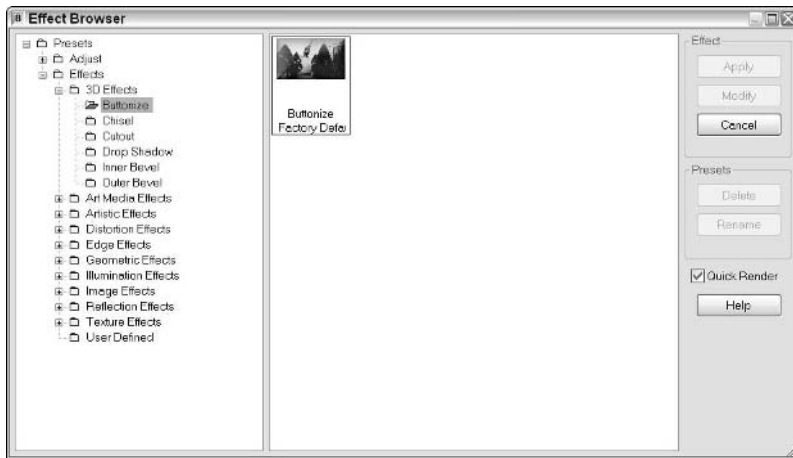 Effect Browser
Presets
Adjust
Effects
3D Effects
Buttonize
Chisel
Cutout
Drop Shadow
Inner Bevel
Outer Bevel
Art Media Effects
Artistic Effects
Distortion Effects
Edge Effects
Geometric Effects
Illumination Effects
Image Effects
Reflection Effects
Texture Effects
User Defined
Buttonize
Factory Defau
Effect
Apply
Modify
Cancel
Presets
Delete
Rename
Quick Render
Help